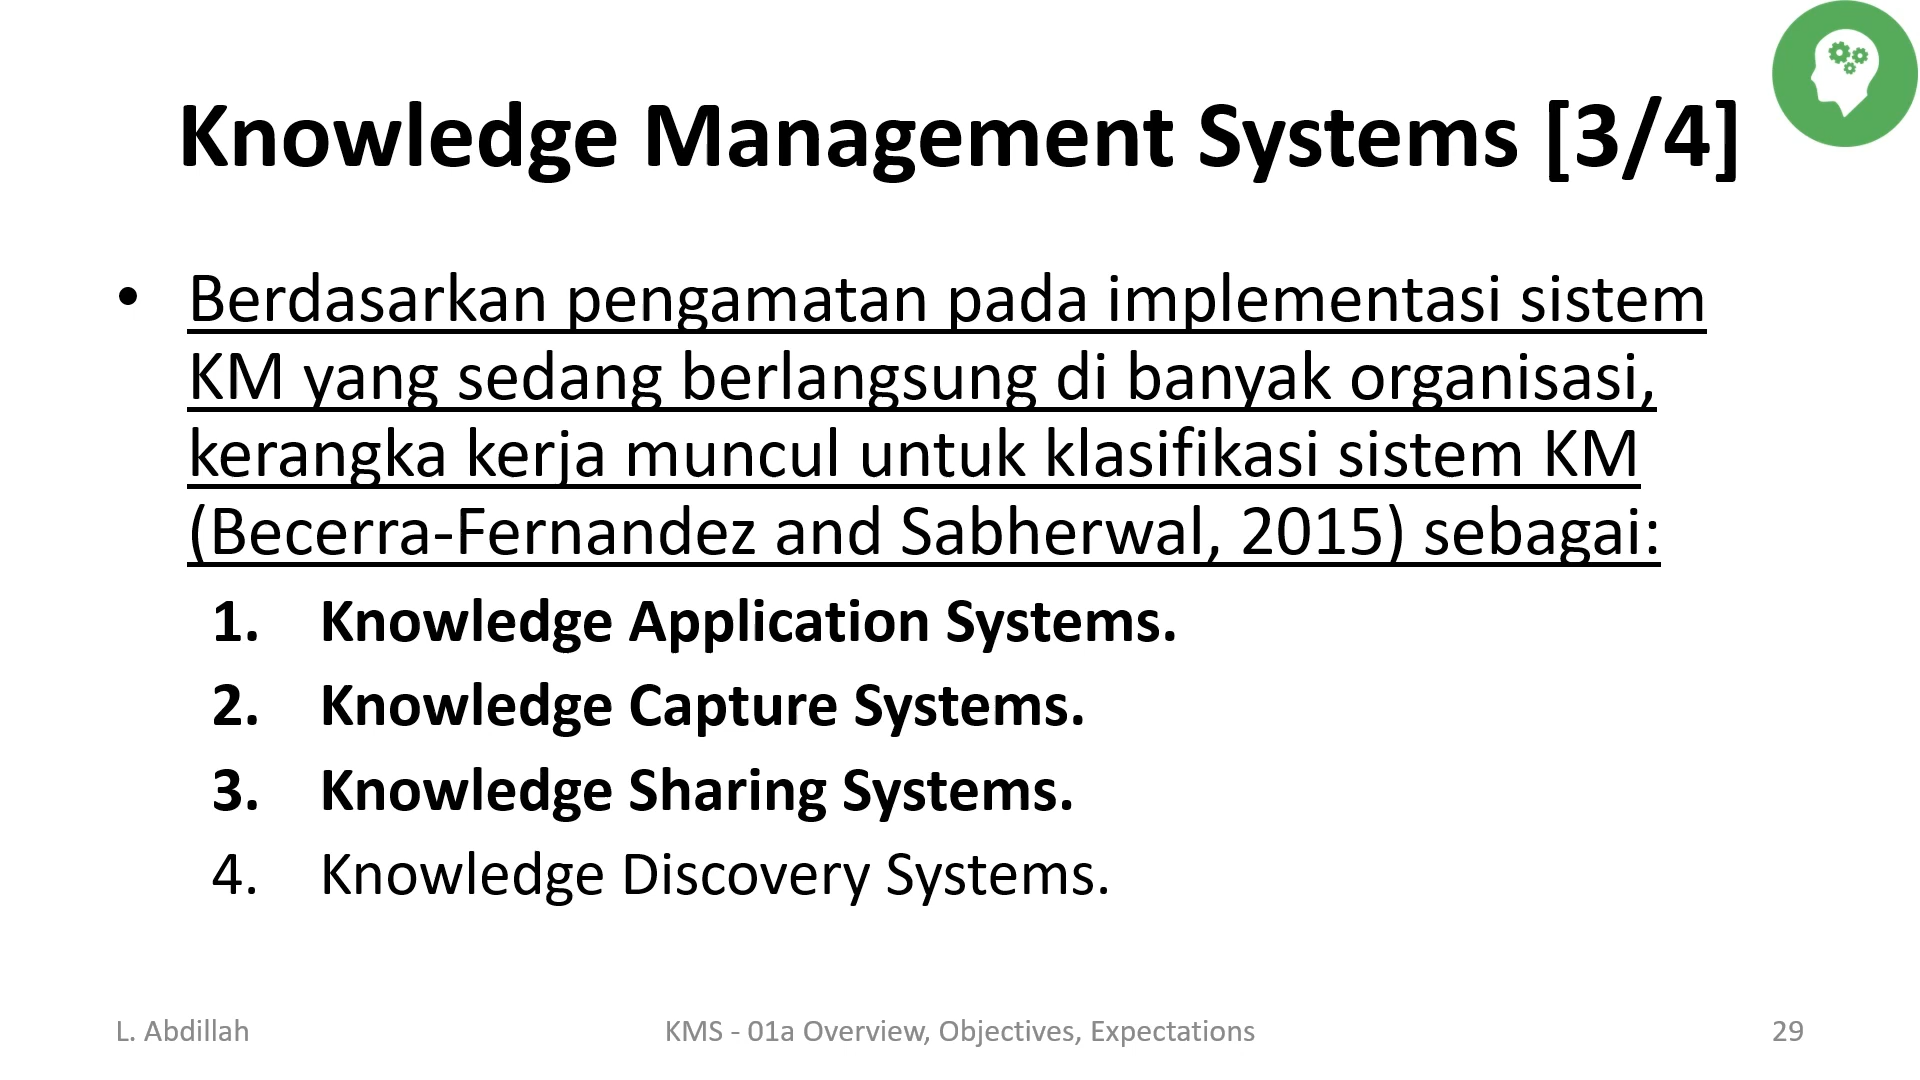 Knowledge Management Systems [3/4]
• Berdasarkan pengamatan pada implementasi sistem
KM yang sedang berlangsung di banyak organisasi,
kerangka kerja muncul untuk klasifikasi sistem KM
(Becerra-Fernandez and Sabherwal, 2015) sebagai:
1. Knowledge Application Systems.
2. Knowledge Capture Systems.
3. Knowledge Sharing Systems.
4. Knowledge Discovery Systems.
L. Abdillah
KMS - 01a Overview, Objectives, Expectations
29